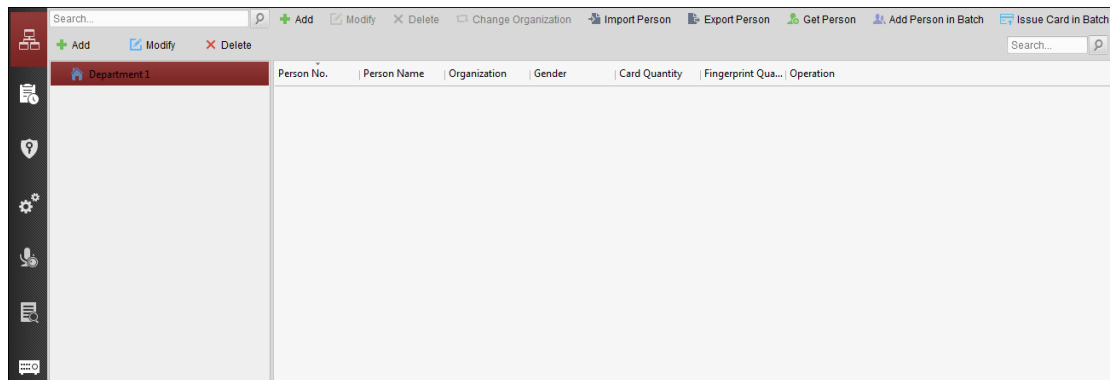 Search...
Add Modify Delete Change Organization Import Person Export Person Get Person Add Person in Batch Issue Card in Batch
Add Modify Delete
Search...
Department 1
Person No. Person Name Organization Gender Card Quantity Fingerprint Qua... Operation